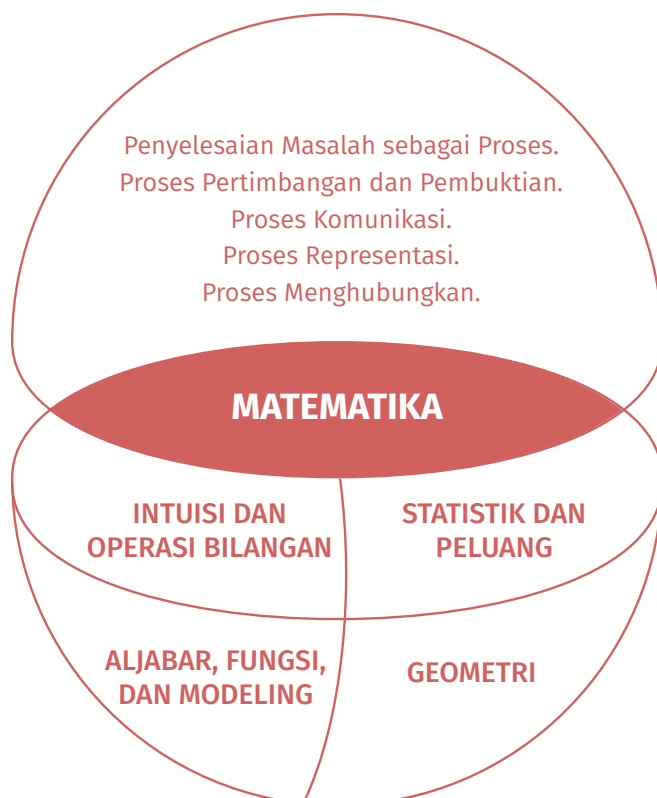 Penyelesaian Masalah sebagai Proses.
Proses Pertimbangan dan Pembuktian.
Proses Komunikasi.
Proses Representasi.
Proses Menghubungkan.
MATEMATIKA
INTUISI DAN
OPERASI BILANGAN
STATISTIK DAN
PELUANG
ALJABAR, FUNGSI,
DAN MODELING
GEOMETRI